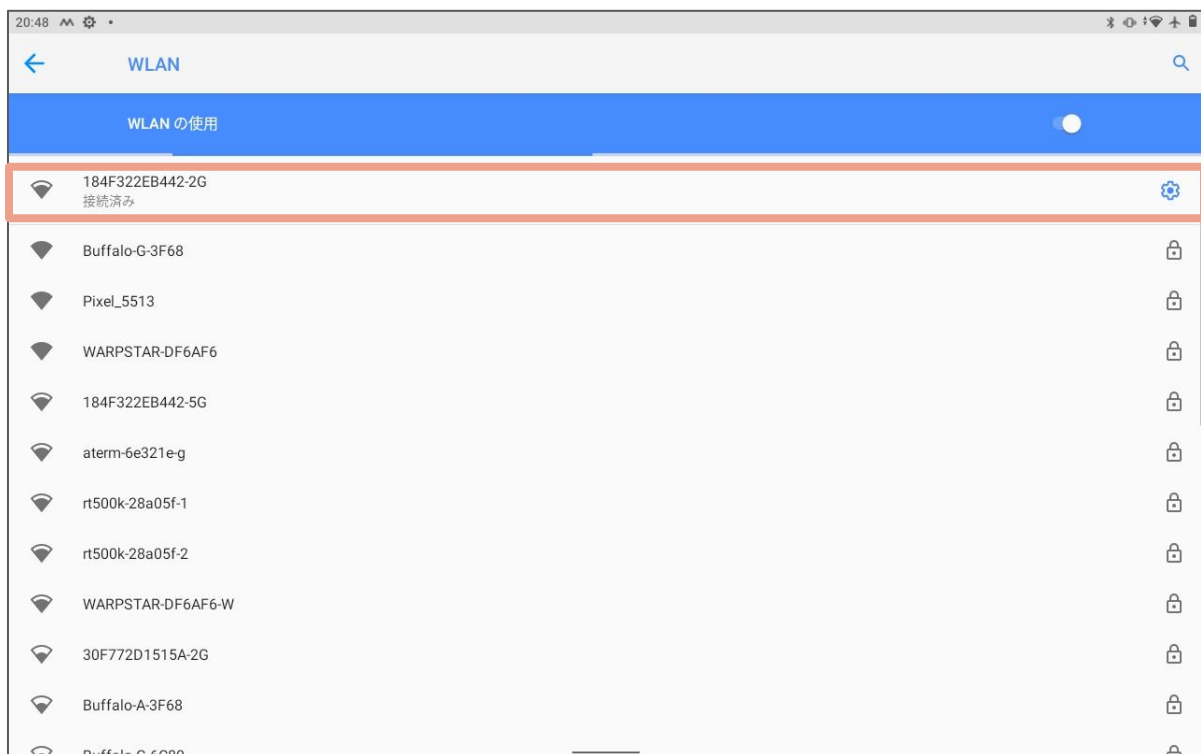 20:48
WLAN
WLAN の使用
184F322EB442-2G
接続済み
Buffalo-G-3F68
Pixel_5513
WARPSTAR-DF6AF6
184F322EB442-5G
aterm-6e321e-g
rt500k-28a05f-1
rt500k-28a05f-2
WARPSTAR-DF6AF6-W
30F772D1515A-2G
Buffalo-A-3F68